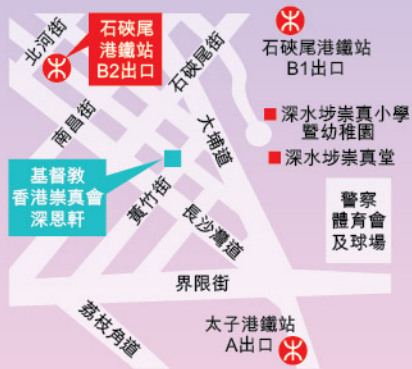 北河街
石硤尾
港鐵站
B2出口
石硤尾街
石硤尾港鐵站
B1出口
南昌街
大埔道
深水埗崇真小學
暨幼稚園
深水埗崇真堂
基督教
香港崇真會
深恩軒
黃竹街
長沙灣道
警察
體育會
及球場
界限街
荔枝角道
太子港鐵站
A出口